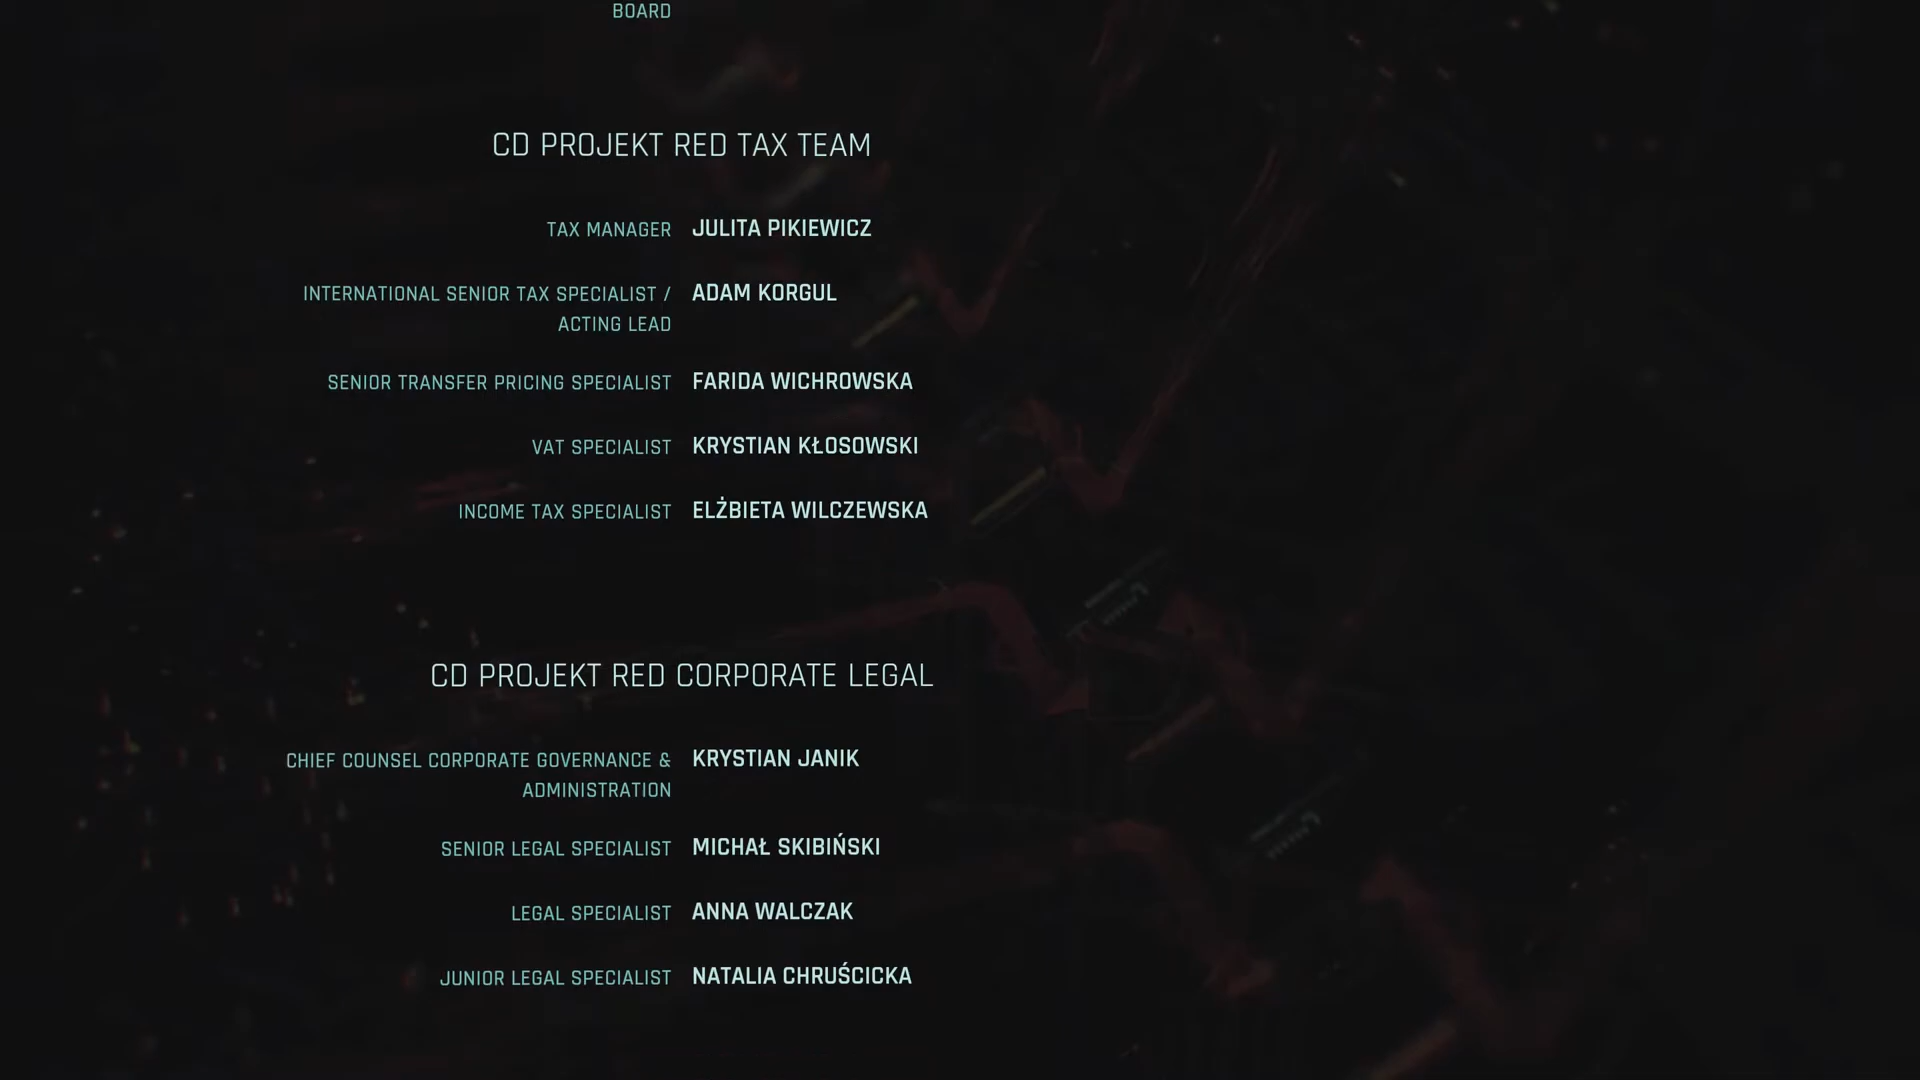 BOARD
CD PROJEKT RED TAX TEAM
TAX MANAGER JULITA PIKIEWICZ
INTERNATIONAL SENIOR TAX SPECIALIST / ADAM KORGUL
ACTING LEAD
SENIOR TRANSFER PRICING SPECIALIST FARIDA WICHROWSKA
VAT SPECIALIST KRYSTIAN KŁOSOWSKI
INCOME TAX SPECIALIST ELŻBIETA WILCZEWSKA
CD PROJEKT RED CORPORATE LEGAL
CHIEF COUNSEL CORPORATE GOVERNANCE & KRYSTIAN JANIK
ADMINISTRATION
SENIOR LEGAL SPECIALIST MICHAŁ SKIBIŃSKI
LEGAL SPECIALIST ANNA WALCZAK
JUNIOR LEGAL SPECIALIST NATALIA CHRUŚCICKA